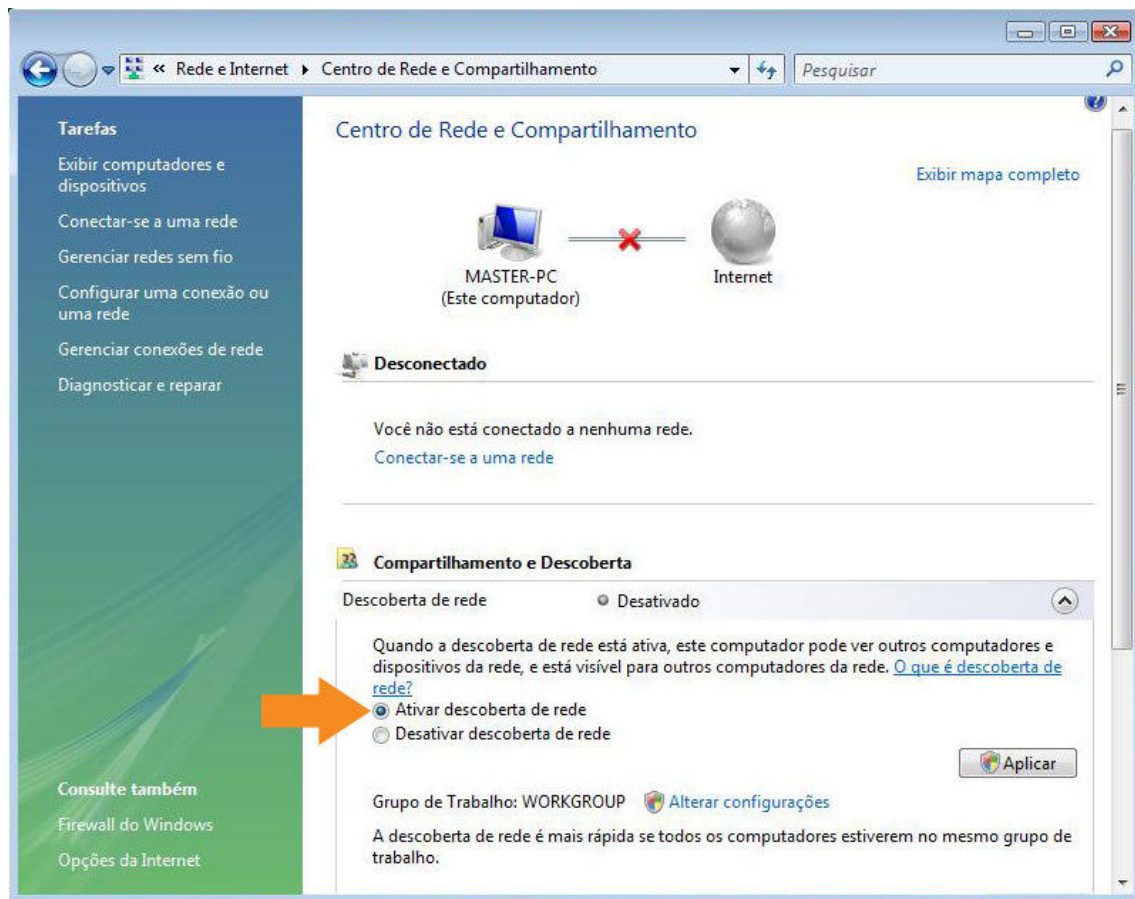 « Rede e Internet ▸ Centro de Rede e Compartilhamento
Pesquisar
Tarefas
Exibir computadores e
dispositivos
Conectar-se a uma rede
Gerenciar redes sem fio
Configurar uma conexão ou
uma rede
Gerenciar conexões de rede
Diagnosticar e reparar
Consulte também
Firewall do Windows
Opções da Internet
Centro de Rede e Compartilhamento
Exibir mapa completo
MASTER-PC
(Este computador)
Internet
Desconectado
Você não está conectado a nenhuma rede.
Conectar-se a uma rede
Compartilhamento e Descoberta
Descoberta de rede Desativado
Quando a descoberta de rede está ativa, este computador pode ver outros computadores e
dispositivos da rede, e está visível para outros computadores da rede. O que é descoberta de
rede?
Ativar descoberta de rede
Desativar descoberta de rede
Aplicar
Grupo de Trabalho: WORKGROUP Alterar configurações
A descoberta de rede é mais rápida se todos os computadores estiverem no mesmo grupo de
trabalho.